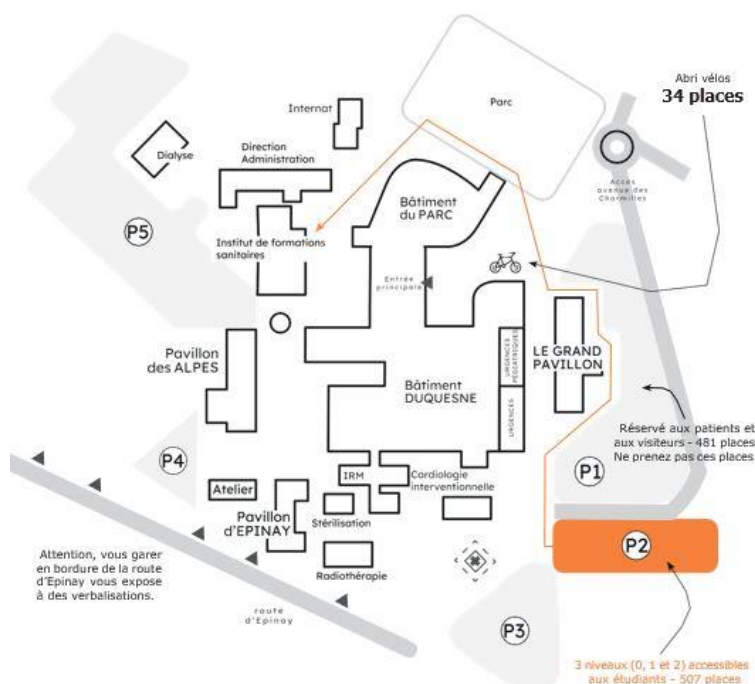 Abri vélos
34 places
Parc
Internat
Dialyse
Direction
Administration
Accès
avenue des
Charmilles
Bâtiment
du PARC
P5
Institut de formations
sanitaires
Entrée
principale
Pavillon
des ALPES
URGENCES
PÉDIATRIQUES
LE GRAND
PAVILLON
Bâtiment
DUQUESNE
URGENCES
Réservé aux patients et
aux visiteurs - 481 places
Ne prenez pas ces places
P4
P1
IRM
Cardiologie
interventionnelle
Atelier
Pavillon
d'EPINAY
Stérilisation
P2
Attention, vous garer
en bordure de la route
d'Epinay vous expose
à des verbalisations.
Radiothérapie
route
d'Epinay
P3
3 niveaux (0, 1 et 2) accessibles
aux étudiants - 507 places